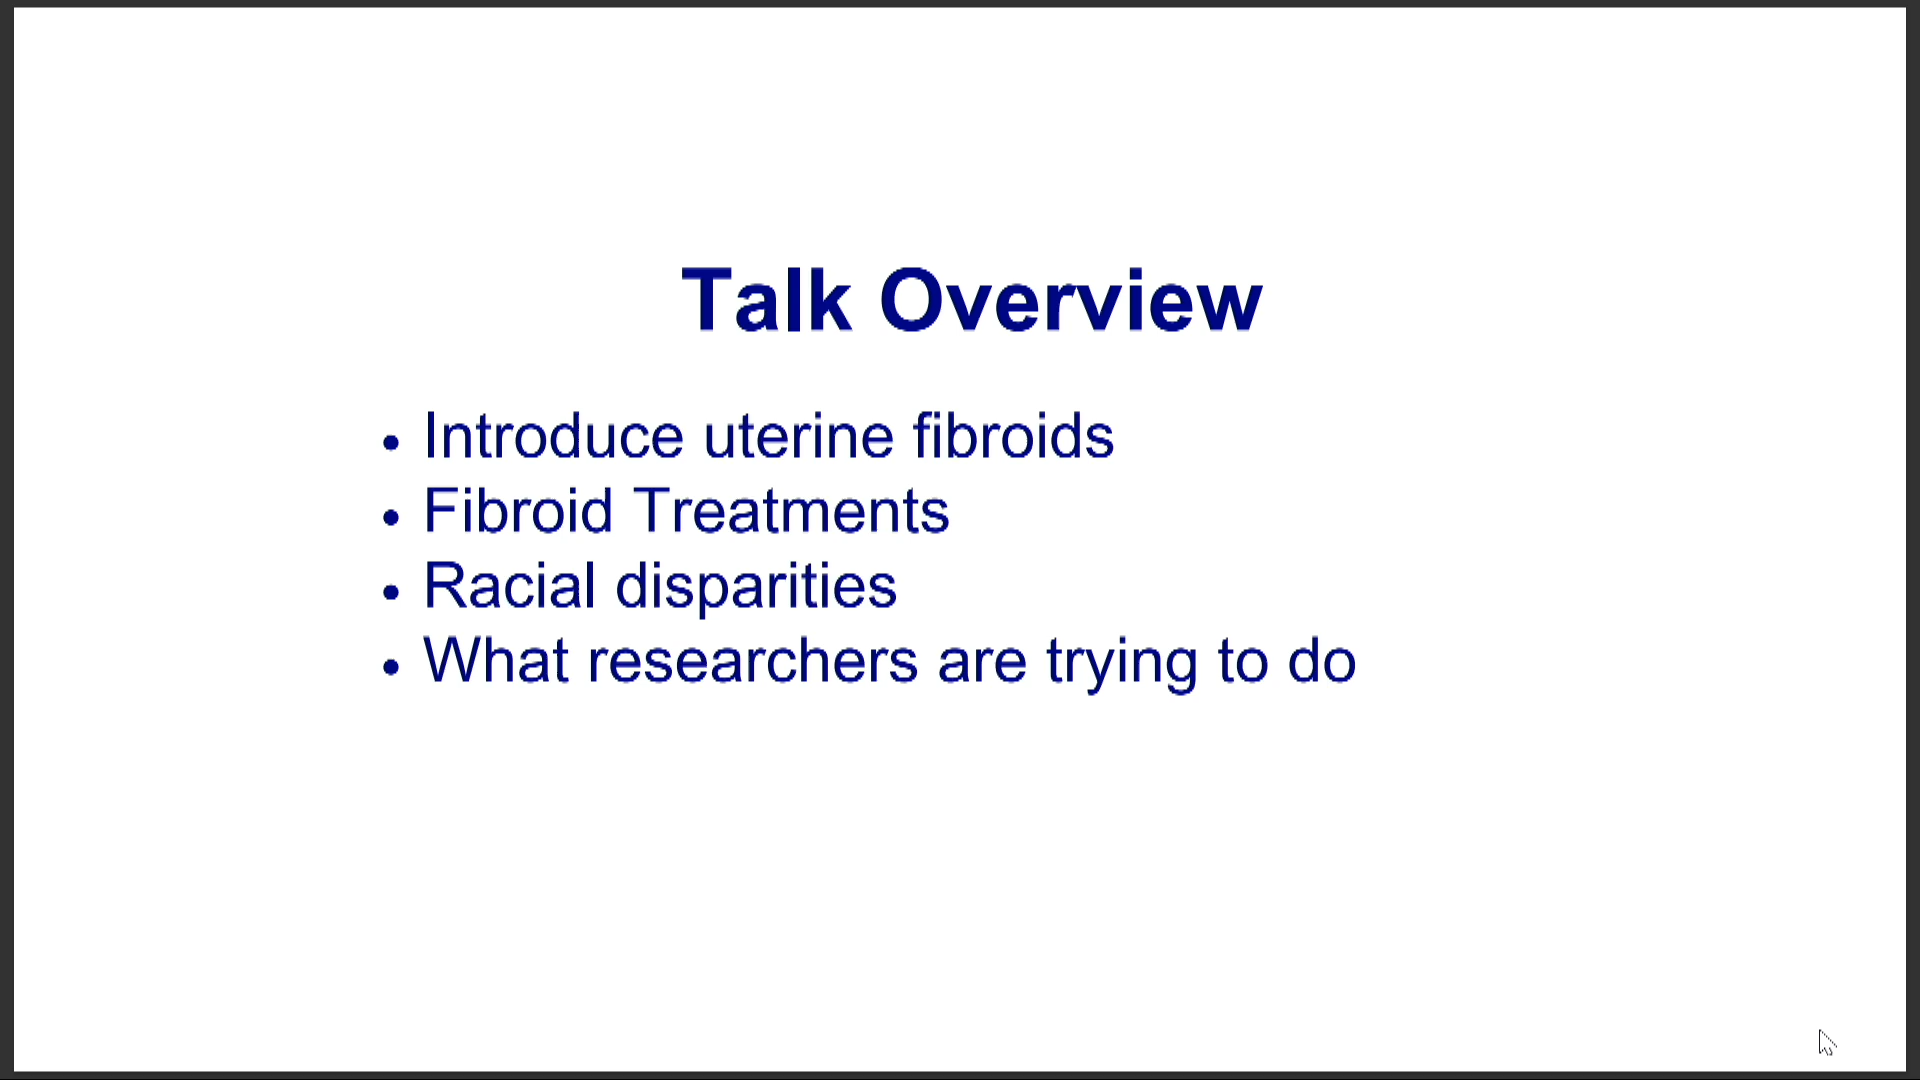 Talk Overview
• Introduce uterine fibroids
• Fibroid Treatments
• Racial disparities
• What researchers are trying to do